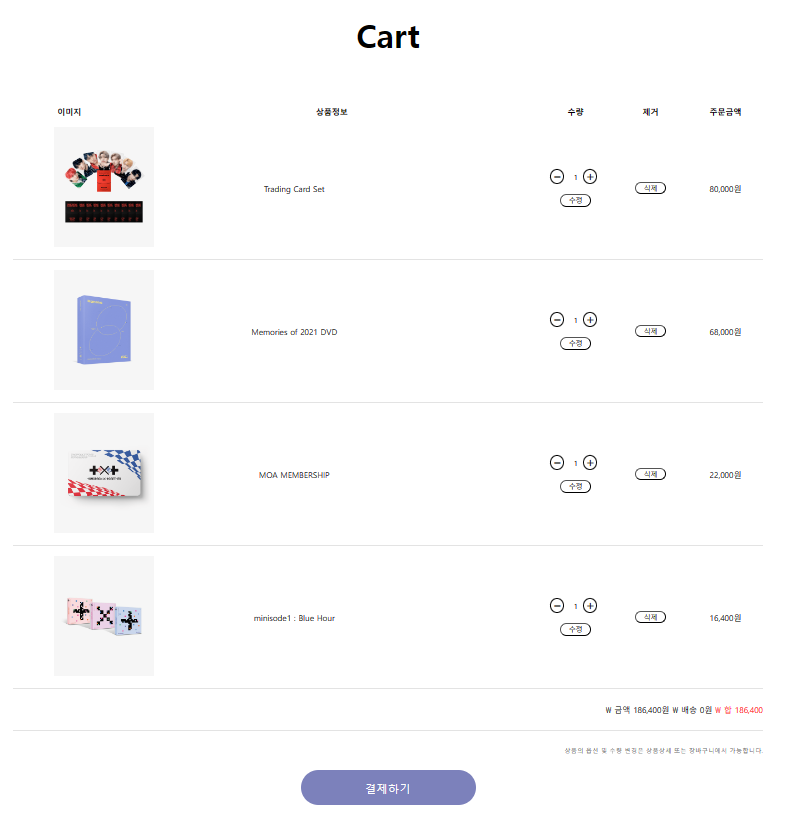 Cart
이미지 상품정보 수량 제거 주문금액
1
Trading Card Set 삭제 80,000원
수정
1
Memories of 2021 DVD 삭제 68,000원
수정
1
MOA MEMBERSHIP 삭제 22,000원
수정
1
minisode1 : Blue Hour 삭제 16,400원
수정
₩ 금액 186,400원 ₩ 배송 0원 ₩ 합 186,400
상품의 옵션 및 수량 변경은 상품상세 또는 장바구니에서 가능합니다.
결제하기